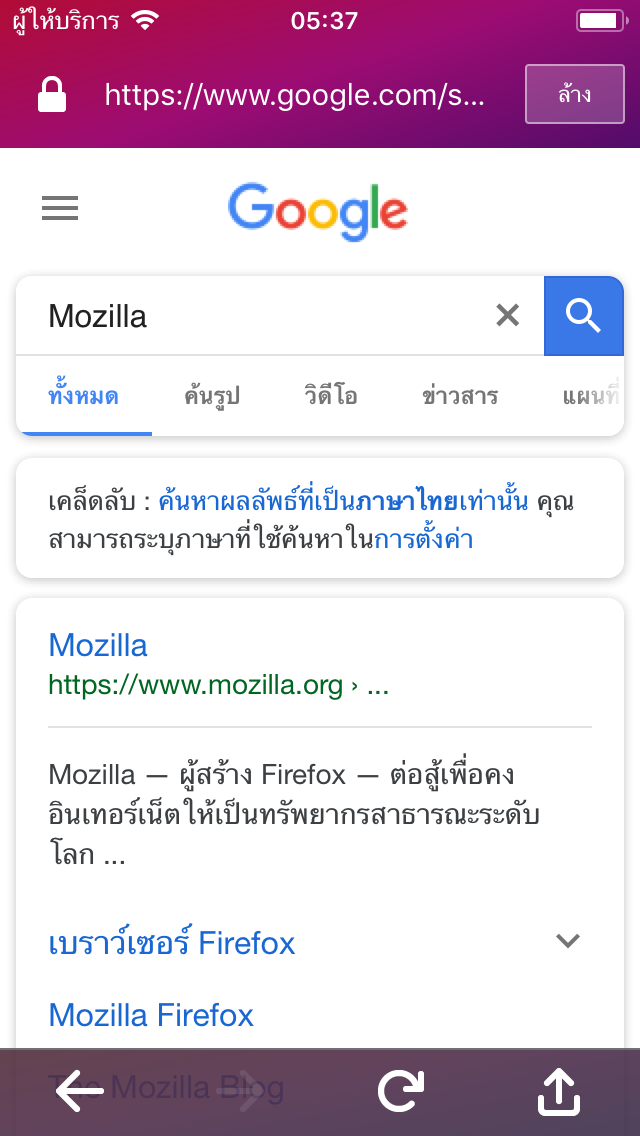 ผู้ให้บริการ 05:37
https://www.google.com/s... ล้าง
Google
Mozilla
ทั้งหมด ค้นรูป วิดีโอ ข่าวสาร แผนที่
เคล็ดลับ : ค้นหาผลลัพธ์ที่เป็นภาษาไทยเท่านั้น คุณ
สามารถระบุภาษาที่ใช้ค้นหาในการตั้งค่า
Mozilla
https://www.mozilla.org › ...
Mozilla — ผู้สร้าง Firefox — ต่อสู้เพื่อคง
อินเทอร์เน็ตให้เป็นทรัพยากรสาธารณะระดับ
โลก ...
เบราว์เซอร์ Firefox
Mozilla Firefox
The Mozilla Blog